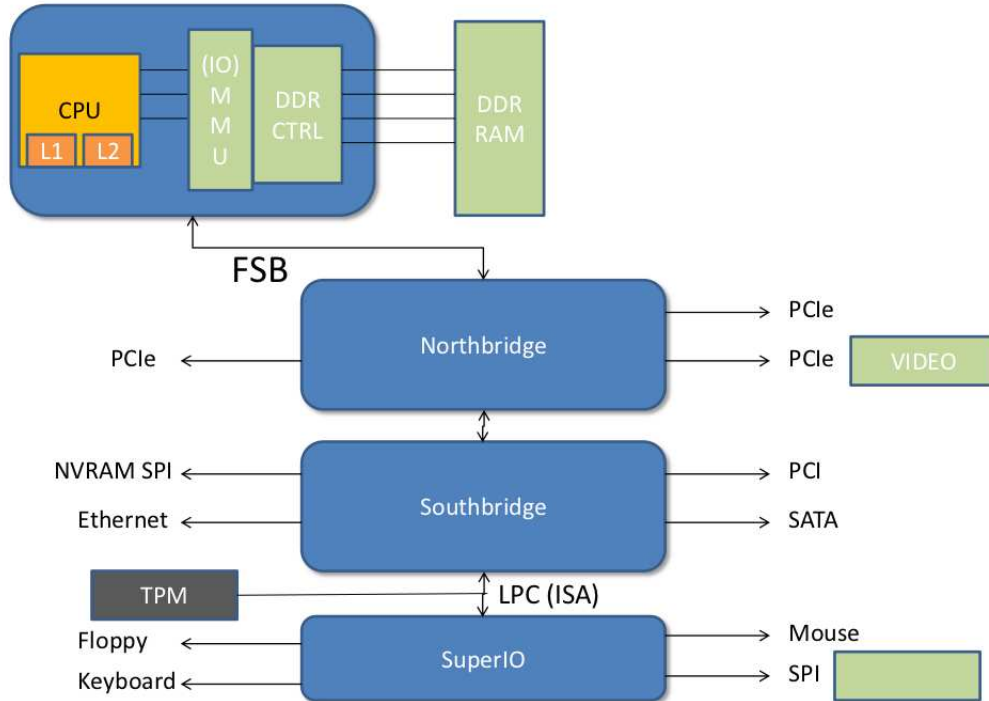 CPU
L1
L2
(IO)
M
M
U
DDR
CTRL
DDR
RAM
FSB
Northbridge
PCIe
PCIe
PCIe
VIDEO
NVRAM SPI
Ethernet
Southbridge
PCI
SATA
TPM
LPC (ISA)
Floppy
Keyboard
SuperIO
Mouse
SPI